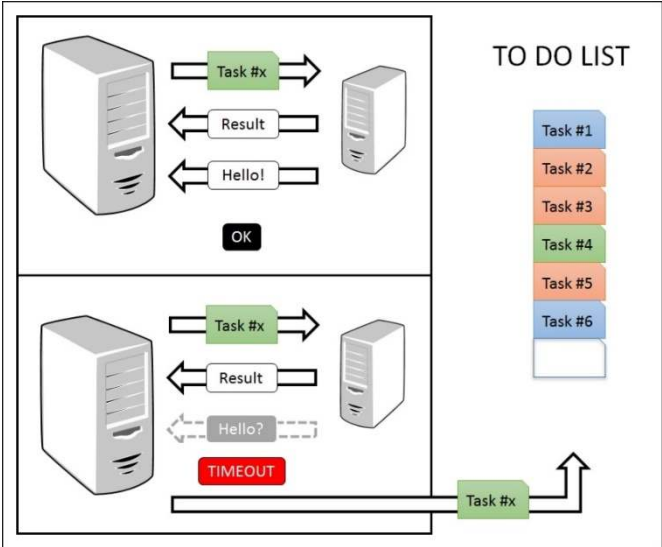 Task #x
Result
Hello!
OK
Task #x
Result
Hello?
TIMEOUT
Task #x
TO DO LIST
Task #1
Task #2
Task #3
Task #4
Task #5
Task #6